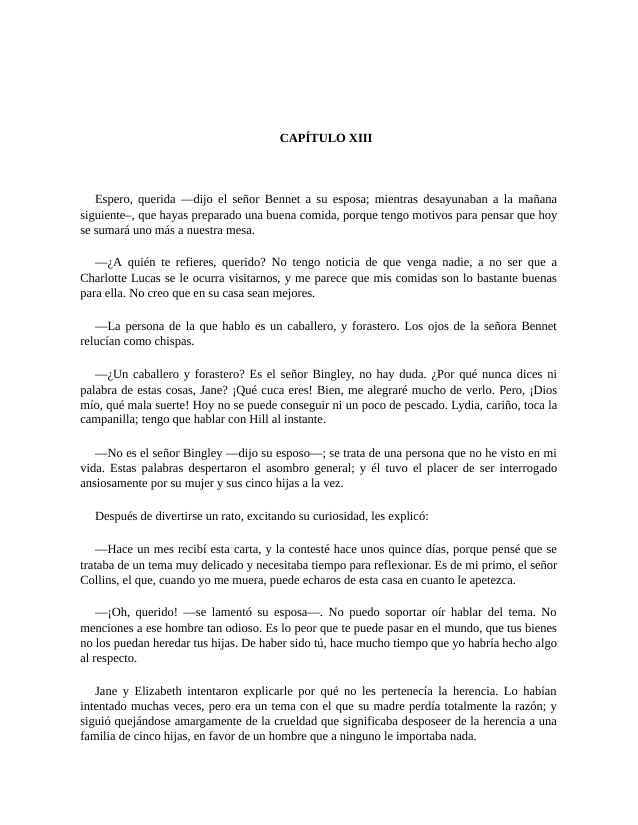 CAPÍTULO XIII
Espero, querida —dijo el señor Bennet a su esposa; mientras desayunaban a la mañana
siguiente–, que hayas preparado una buena comida, porque tengo motivos para pensar que hoy
se sumará uno más a nuestra mesa.
—¿A quién te refieres, querido? No tengo noticia de que venga nadie, a no ser que a
Charlotte Lucas se le ocurra visitarnos, y me parece que mis comidas son lo bastante buenas
para ella. No creo que en su casa sean mejores.
—La persona de la que hablo es un caballero, y forastero. Los ojos de la señora Bennet
relucían como chispas.
—¿Un caballero y forastero? Es el señor Bingley, no hay duda. ¿Por qué nunca dices ni
palabra de estas cosas, Jane? ¡Qué cuca eres! Bien, me alegraré mucho de verlo. Pero, ¡Dios
mío, qué mala suerte! Hoy no se puede conseguir ni un poco de pescado. Lydia, cariño, toca la
campanilla; tengo que hablar con Hill al instante.
—No es el señor Bingley —dijo su esposo—; se trata de una persona que no he visto en mi
vida. Estas palabras despertaron el asombro general; y él tuvo el placer de ser interrogado
ansiosamente por su mujer y sus cinco hijas a la vez.
Después de divertirse un rato, excitando su curiosidad, les explicó:
—Hace un mes recibí esta carta, y la contesté hace unos quince días, porque pensé que se
trataba de un tema muy delicado y necesitaba tiempo para reflexionar. Es de mi primo, el señor
Collins, el que, cuando yo me muera, puede echaros de esta casa en cuanto le apetezca.
—¡Oh, querido! —se lamentó su esposa—. No puedo soportar oír hablar del tema. No
menciones a ese hombre tan odioso. Es lo peor que te puede pasar en el mundo, que tus bienes
no los puedan heredar tus hijas. De haber sido tú, hace mucho tiempo que yo habría hecho algo
al respecto.
Jane y Elizabeth intentaron explicarle por qué no les pertenecía la herencia. Lo habían
intentado muchas veces, pero era un tema con el que su madre perdía totalmente la razón; y
siguió quejándose amargamente de la crueldad que significaba desposeer de la herencia a una
familia de cinco hijas, en favor de un hombre que a ninguno le importaba nada.